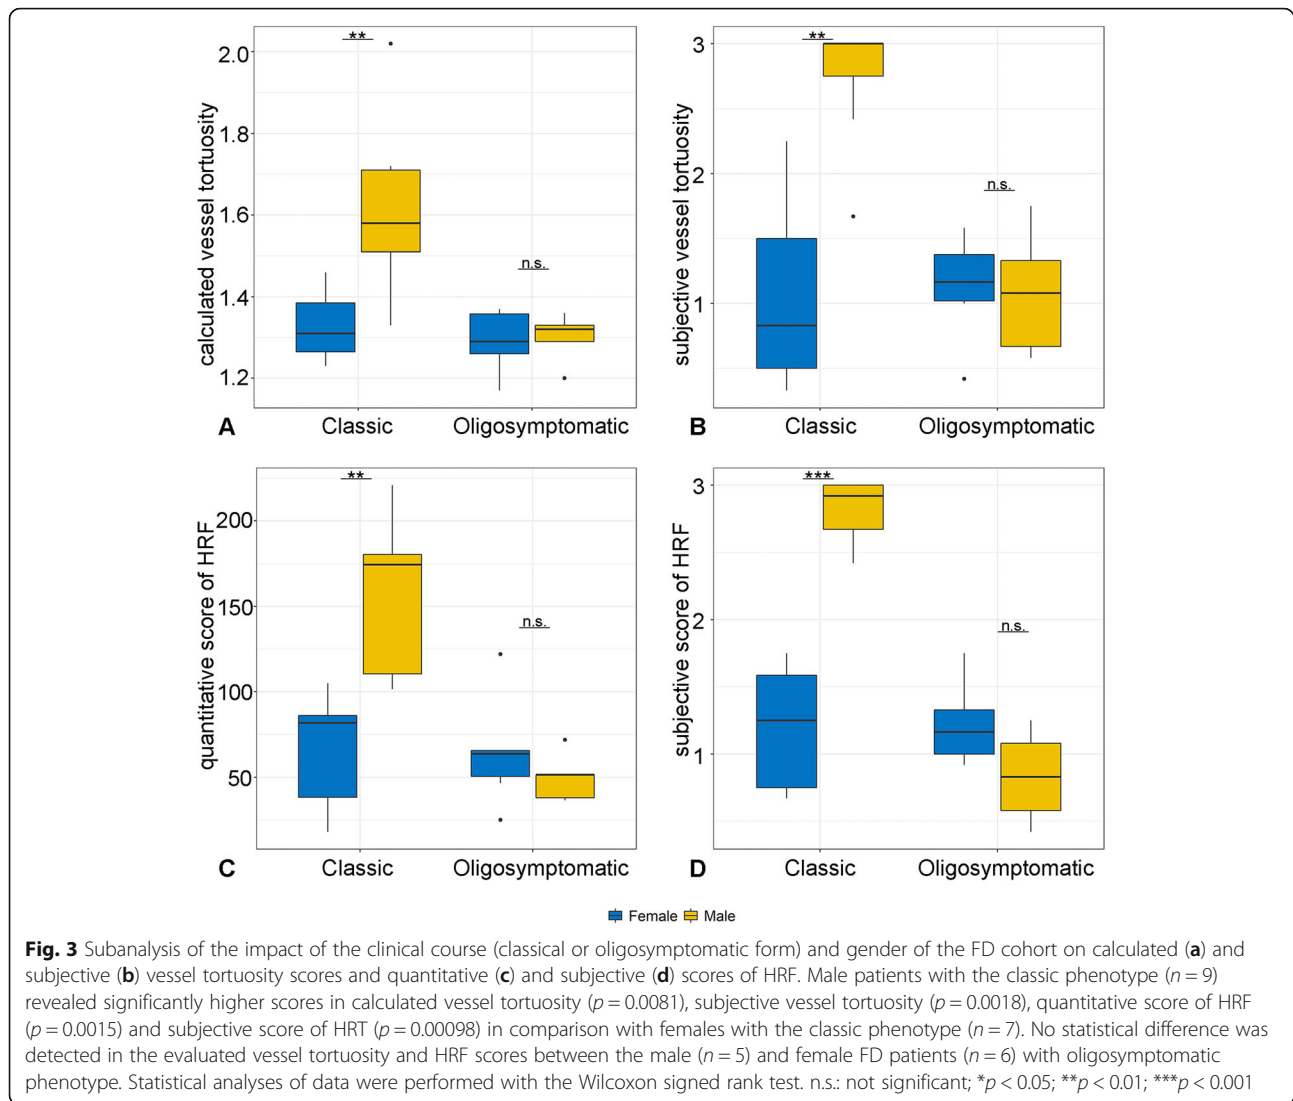 **
n.s.
calculated vessel tortuosity
2.0
1.8
1.6
1.4
1.2
A
Classic
Oligosymptomatic
**
n.s.
subjective vessel tortuosity
3
2
1
B
Classic
Oligosymptomatic
**
n.s.
quantitative score of HRF
200
150
100
50
C
Classic
Oligosymptomatic
***
n.s.
subjective score of HRF
3
2
1
D
Classic
Oligosymptomatic
Female Male
Fig. 3 Subanalysis of the impact of the clinical course (classical or oligosymptomatic form) and gender of the FD cohort on calculated (a) and
subjective (b) vessel tortuosity scores and quantitative (c) and subjective (d) scores of HRF. Male patients with the classic phenotype (n = 9)
revealed significantly higher scores in calculated vessel tortuosity (p = 0.0081), subjective vessel tortuosity (p = 0.0018), quantitative score of HRF
(p = 0.0015) and subjective score of HRT (p = 0.00098) in comparison with females with the classic phenotype (n = 7). No statistical difference was
detected in the evaluated vessel tortuosity and HRF scores between the male (n = 5) and female FD patients (n = 6) with oligosymptomatic
phenotype. Statistical analyses of data were performed with the Wilcoxon signed rank test. n.s.: not significant; *p < 0.05; **p < 0.01; ***p < 0.001